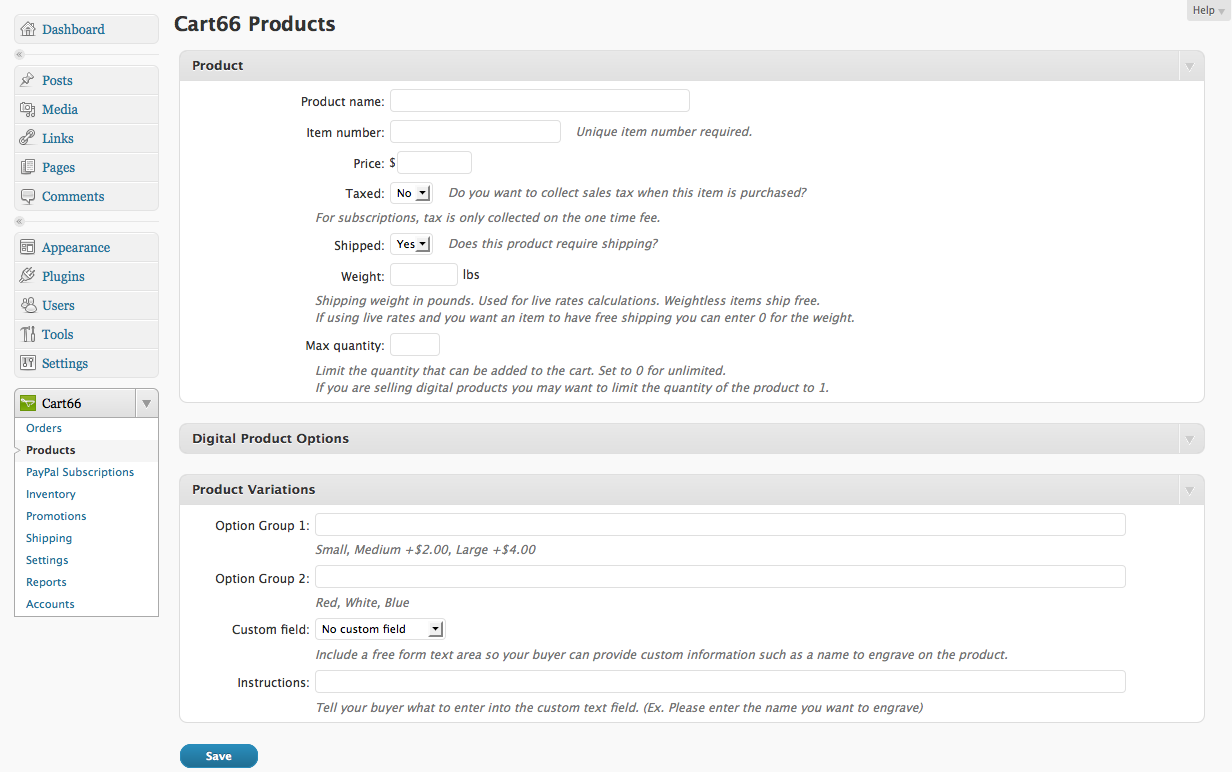 Help
Dashboard
Posts
Media
Links
Pages
Comments
Appearance
Plugins
Users
Tools
Settings
Cart66
Orders
Products
PayPal Subscriptions
Inventory
Promotions
Shipping
Settings
Reports
Accounts
Cart66 Products
Product
Product name:
Item number: Unique item number required.
Price: $
Taxed: No Do you want to collect sales tax when this item is purchased?
For subscriptions, tax is only collected on the one time fee.
Shipped: Yes Does this product require shipping?
Weight: lbs
Shipping weight in pounds. Used for live rates calculations. Weightless items ship free.
If using live rates and you want an item to have free shipping you can enter 0 for the weight.
Max quantity:
Limit the quantity that can be added to the cart. Set to 0 for unlimited.
If you are selling digital products you may want to limit the quantity of the product to 1.
Digital Product Options
Product Variations
Option Group 1:
Small, Medium +$2.00, Large +$4.00
Option Group 2:
Red, White, Blue
Custom field: No custom field
Include a free form text area so your buyer can provide custom information such as a name to engrave on the product.
Instructions:
Tell your buyer what to enter into the custom text field. (Ex. Please enter the name you want to engrave)
Save